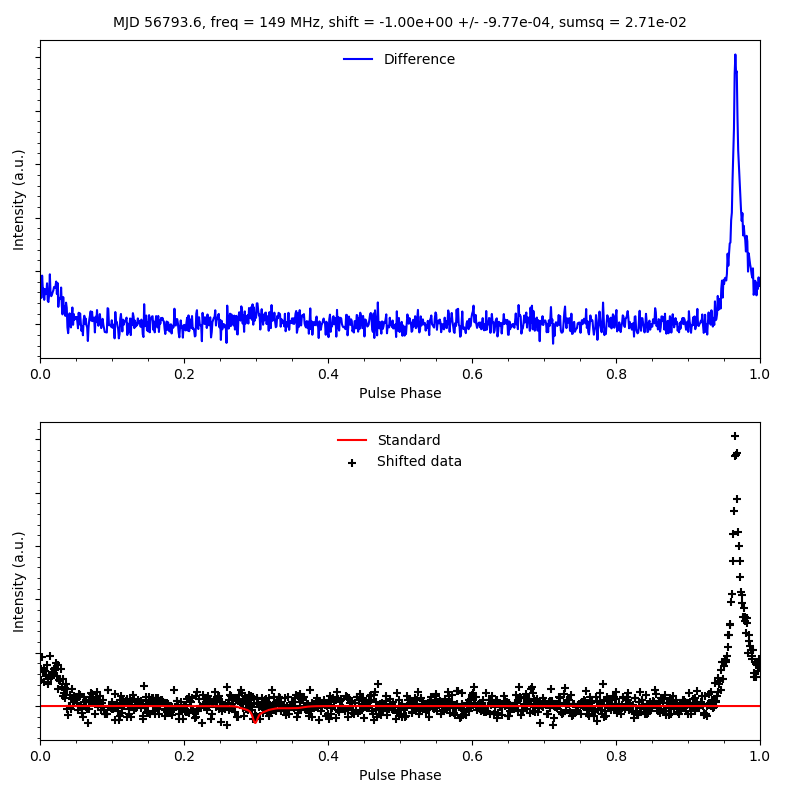 MJD 56793.6, freq = 149 MHz, shift = -1.00e+00 +/- -9.77e-04, sumsq = 2.71e-02
Difference
Intensity (a.u.)
0.0 0.2 0.4 0.6 0.8 1.0
Pulse Phase
Standard
Shifted data
Intensity (a.u.)
0.0 0.2 0.4 0.6 0.8 1.0
Pulse Phase